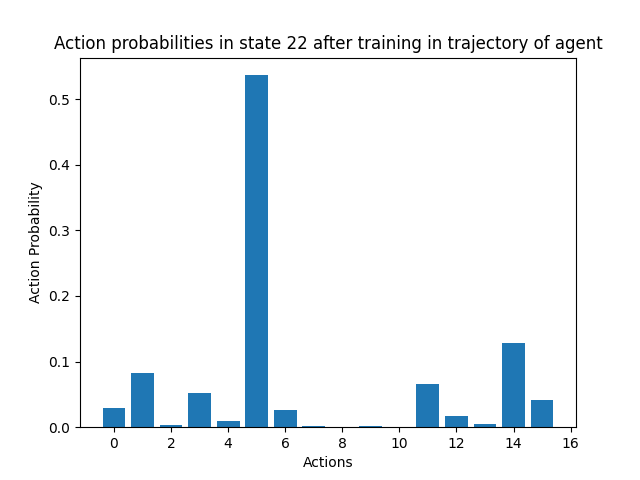 Action probabilities in state 22 after training in trajectory of agent
0.5
0.4
0.3
0.2
0.1
0.0
Action Probability
0 2 4 6 8 10 12 14 16
Actions